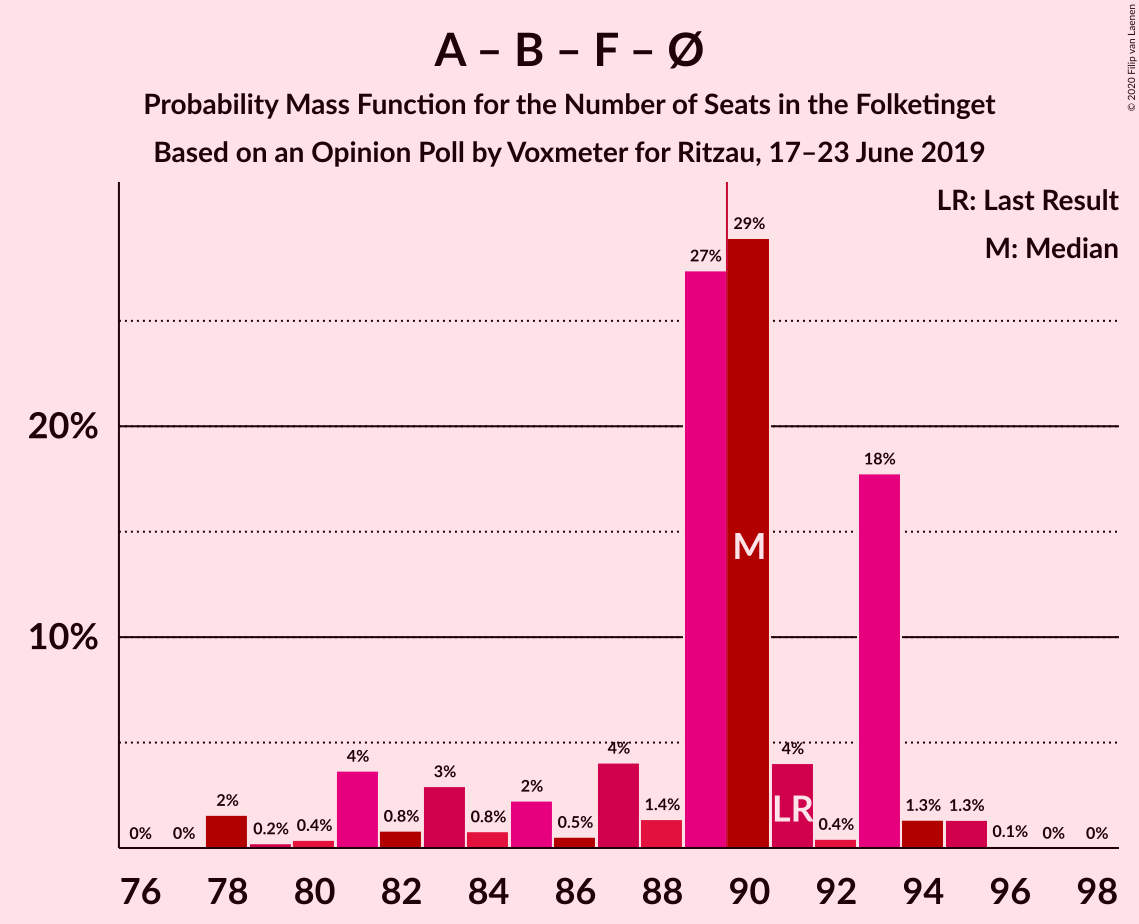 A – B – F – Ø
Probability Mass Function for the Number of Seats in the Folketinget
Based on an Opinion Poll by Voxmeter for Ritzau, 17–23 June 2019
© 2020 Filip van Laenen
LR: Last Result
M: Median
20%
10%
0%
0%
2%
0.2%
0.4%
4%
0.8%
3%
0.8%
2%
0.5%
4%
1.4%
27%
29%
4%
0.4%
18%
1.3%
1.3%
0.1%
0%
0%
M
LR
76 78 80 82 84 86 88 90 92 94 96 98